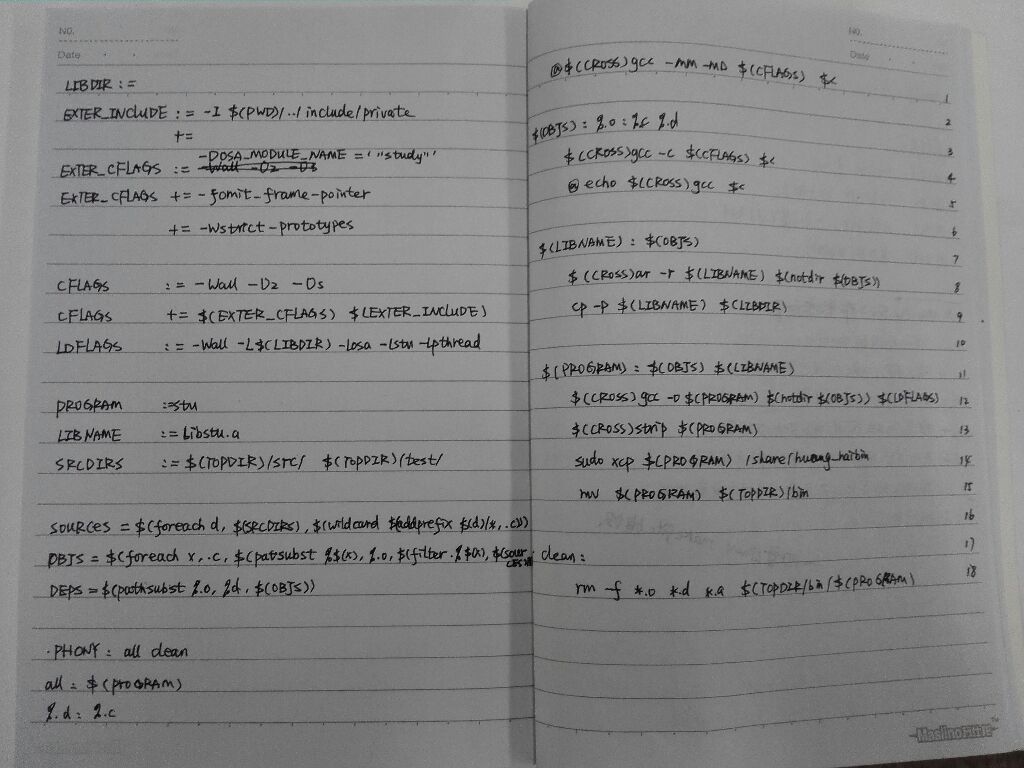 NO.
Date
LIBDIR :=
EXTER_INCLUDE := -I $(PWD)/../include/private
+=
-DOSA_MODULE_NAME='"study"'
EXTER_CFLAGS := -Wall -O2 -Os
EXTER_CFLAGS += -fomit-frame-pointer
+= -Wstrict-prototypes
CFLAGS := -Wall -O2 -Os
CFLAGS += $(EXTER_CFLAGS) $(EXTER_INCLUDE)
LDFLAGS := -Wall -L$(LIBDIR) -losa -lstu -lpthread
PROGRAM :=stu
LIBNAME :=libstu.a
SRCDIRS :=$(TOPDIR)/src/ $(TOPDIR)/test/
SOURCES = $(foreach d, $(SRCDIRS), $(wildcard $(addprefix $(d)/*, .c)))
OBJS = $(foreach x, .c, $(patsubst %$(x), %.o, $(filter %$(x), $(sour
DEPS = $(pathsubst %.o, %d, $(OBJS))
.PHONY: all clean
all: $(PROGRAM)
%.d: %.c
NO.
Date
@$(CROSS)gcc -MM -MD $(CFLAGS) $<
1
2
$(OBJS): %.o: %c %.d
3
$(CROSS)gcc -c $(CFLAGS) $<
4
@echo $(CROSS)gcc $<
5
6
$(LIBNAME): $(OBJS)
7
$(CROSS)ar -r $(LIBNAME) $(notdir $(OBJS))
8
cp -p $(LIBNAME) $(LIBDIR)
9
10
$(PROGRAM): $(OBJS) $(LIBNAME)
11
$(CROSS)gcc -o $(PROGRAM) $(notdir $(OBJS)) $(LDFLAGS)
12
$(CROSS)strip $(PROGRAM)
13
sudo xcp $(PROGRAM) /share/huang_haibin
14
mv $(PROGRAM) $(TOPDIR)/bin
15
16
clean:
17
rm -f *.o *.d *.a $(TOPDIR/bin/$(PROGRAM)
18